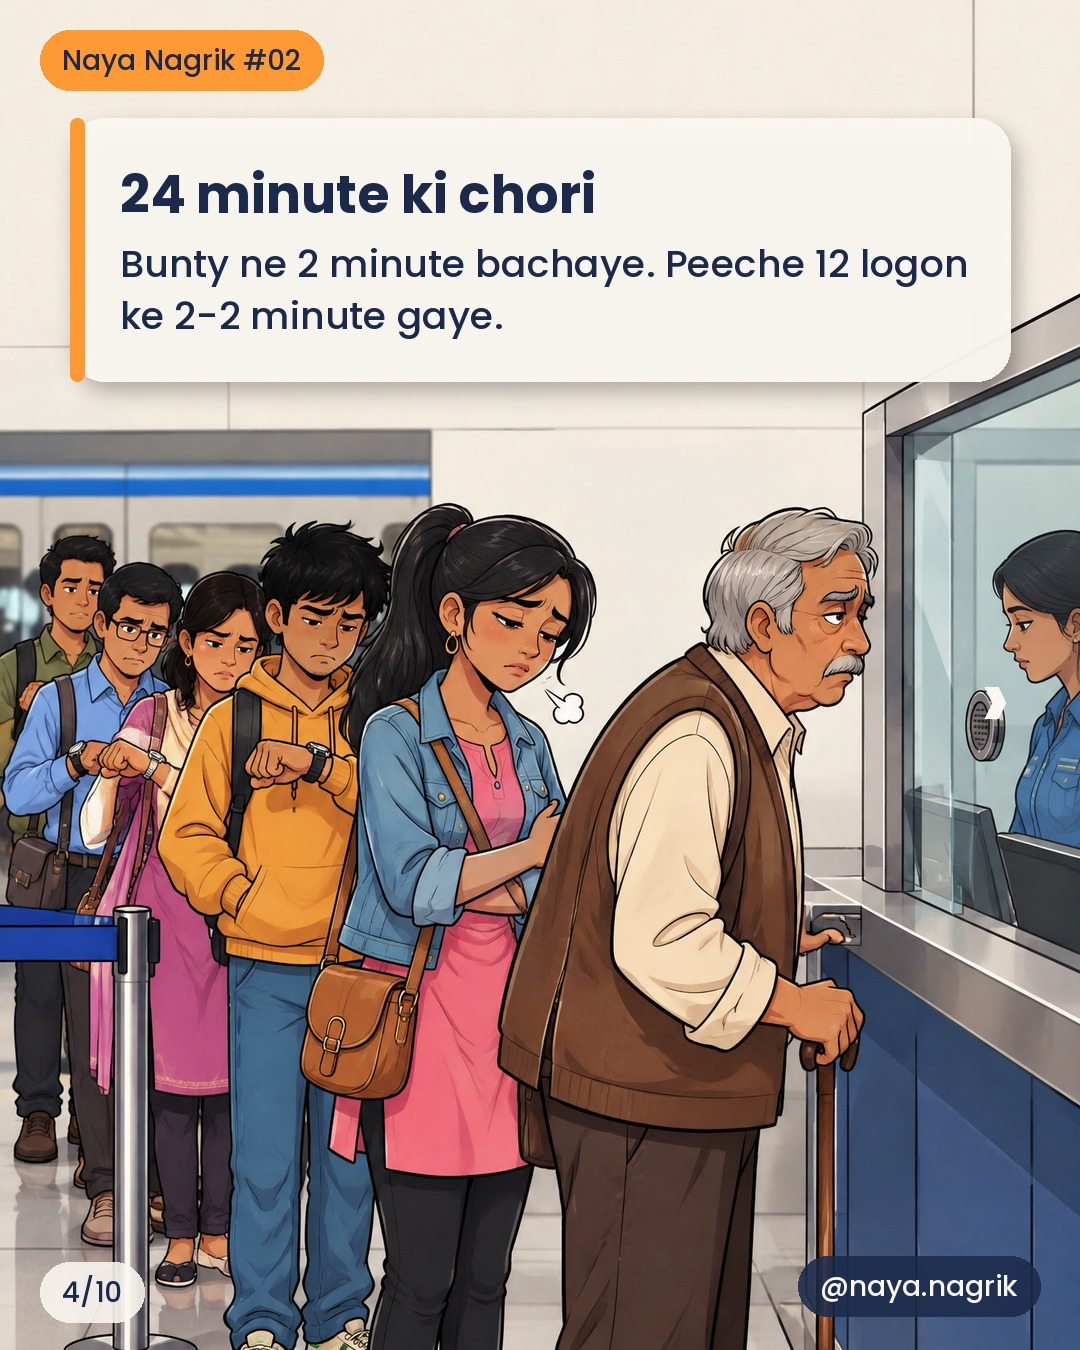 Naya Nagrik #02
24 minute ki chori
Bunty ne 2 minute bachaye. Peeche 12 logon
ke 2-2 minute gaye.
4/10
@naya.nagrik